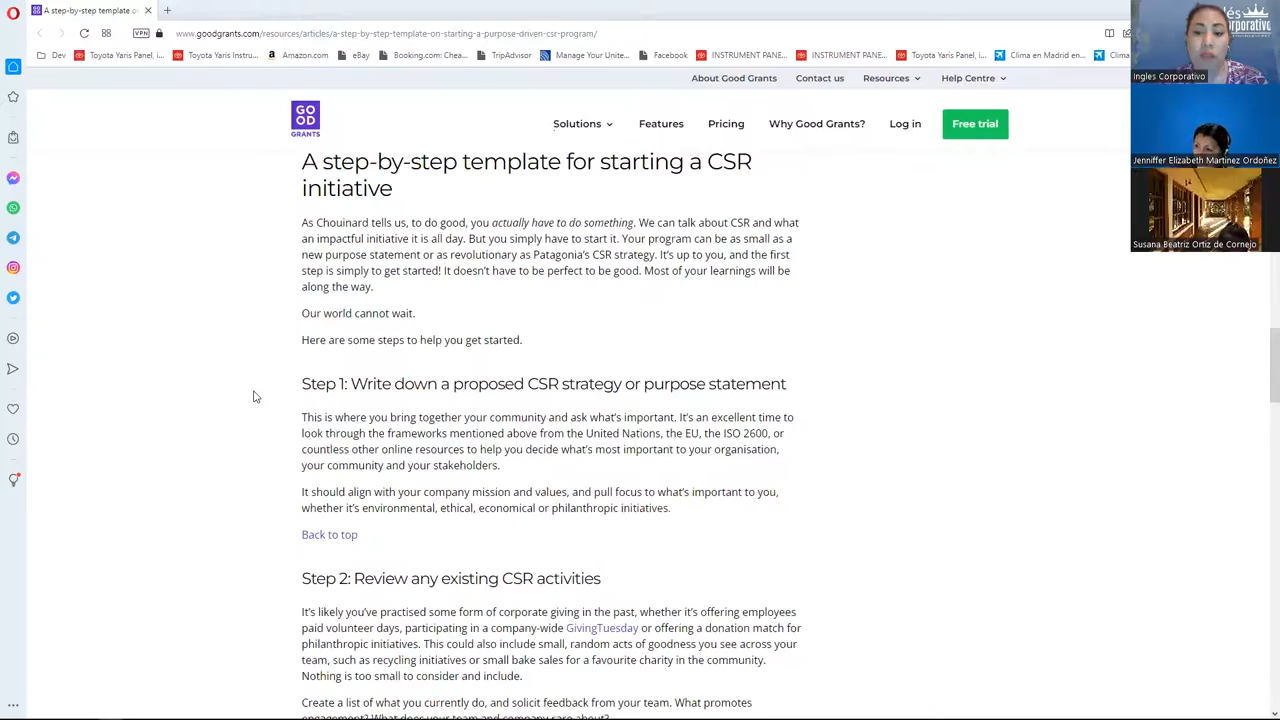 A step-by-step template o
www.goodgrants.com/resources/articles/a-step-by-step-template-on-starting-a-purpose-driven-csr-program/
VPN
Dev
Toyota Yaris Panel, i...
Toyota Yaris Instru...
Amazon.com
eBay
Booking.com: Chea...
TripAdvisor
Manage Your Unite...
Facebook
INSTRUMENT PANE...
INSTRUMENT PANE...
Toyota Yaris Panel, i...
Clima en Madrid en...
Clima
About Good Grants
Contact us
Resources
Help Centre
GO
OD
GRANTS
Solutions
Features
Pricing
Why Good Grants?
Log in
Free trial
A step-by-step template for starting a CSR
initiative
As Chouinard tells us, to do good, you actually have to do something. We can talk about CSR and what
an impactful initiative it is all day. But you simply have to start it. Your program can be as small as a
new purpose statement or as revolutionary as Patagonia's CSR strategy. It's up to you, and the first
step is simply to get started! It doesn't have to be perfect to be good. Most of your learnings will be
along the way.
Our world cannot wait.
Here are some steps to help you get started.
Step 1: Write down a proposed CSR strategy or purpose statement
This is where you bring together your community and ask what's important. It's an excellent time to
look through the frameworks mentioned above from the United Nations, the EU, the ISO 2600, or
countless other online resources to help you decide what's most important to your organisation,
your community and your stakeholders.
It should align with your company mission and values, and pull focus to what's important to you,
whether it's environmental, ethical, economical or philanthropic initiatives.
Back to top
Step 2: Review any existing CSR activities
It's likely you've practised some form of corporate giving in the past, whether it's offering employees
paid volunteer days, participating in a company-wide GivingTuesday or offering a donation match for
philanthropic initiatives. This could also include small, random acts of goodness you see across your
team, such as recycling initiatives or small bake sales for a favourite charity in the community.
Nothing is too small to consider and include.
Create a list of what you currently do, and solicit feedback from your team. What promotes
engagement? What does your team and company care about?
Ingles Corporativo
Jenniffer Elizabeth Martinez Ordoñez
Susana Beatriz Ortiz de Cornejo